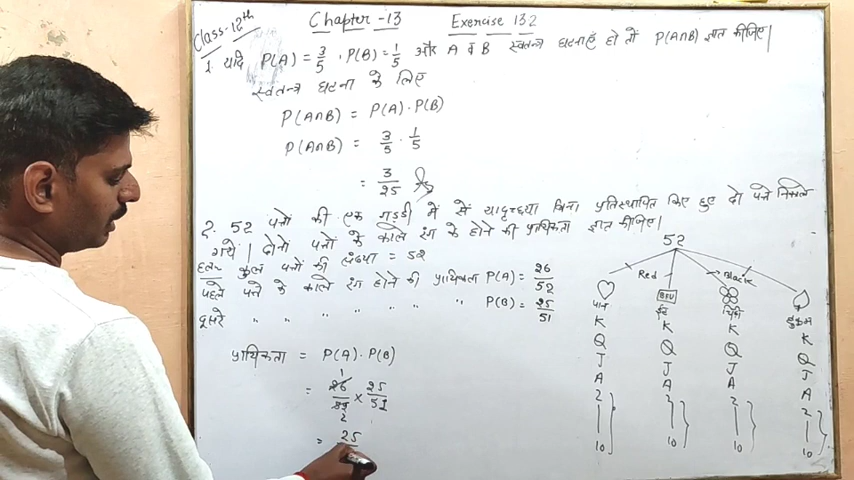 Class-12th
Chapter -13 Exercise 13.2
1. यदि P(A) = 3/5 , P(B) = 1/5 और A व B स्वतन्त्र घटनाएँ हो तो P(A∩B) ज्ञात कीजिए|
स्वतन्त्र घटना के लिए
P(A∩B) = P(A) . P(B)
P(A∩B) = 3/5 . 1/5
= 3/25
2. 52 पत्तों की एक गड्डी में से यादृच्छया बिना प्रतिस्थापित किए हुए दो पत्ते निकाले
गये | दोनों पत्तों के काले रंग के होने की प्रायिकता ज्ञात कीजिए|
हल- कुल पत्तों की संख्या = 52
पहले पत्ते के काले रंग होने की प्रायिकता P(A) = 26/52
दूसरे " " " " " " P(B) = 25/51
प्रायिकता = P(A) . P(B)
= 26/52 × 25/51
1
2
= 25
52
Red Black
पान ईंट चिड़ी हुकुम
K K K K
Q Q Q Q
J J J J
A A A A
2 2 2 2
10 10 10 10